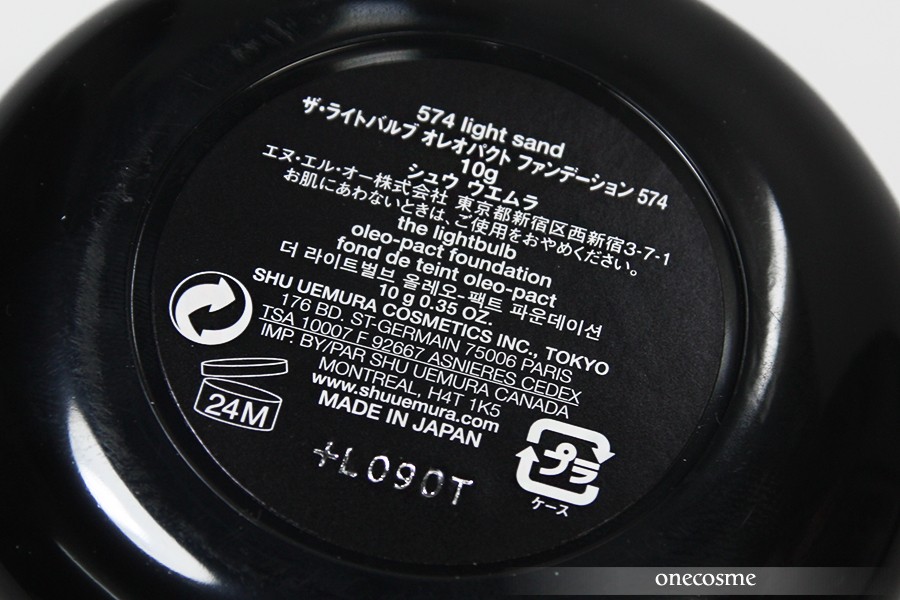 574 light sand
ザ・ライトバルブ オレオパクト ファンデーション 574
10g
シュウ ウエムラ
エヌ・エル・オー株式会社 東京都新宿区西新宿3-7-1
お肌にあわないときは、ご使用をおやめください。
the lightbulb
oleo-pact foundation
fond de teint oleo-pact
더 라이트벌브 올레오-팩트 파운데이션
10 g 0.35 OZ.
SHU UEMURA COSMETICS INC., TOKYO
176 BD. ST-GERMAIN 75006 PARIS
TSA 10007 F 92667 ASNIERES CEDEX
IMP. BY/PAR SHU UEMURA CANADA
MONTREAL, H4T 1K5
www.shuuemura.com
MADE IN JAPAN
24M
+L090T
プラ
ケース
onecosme